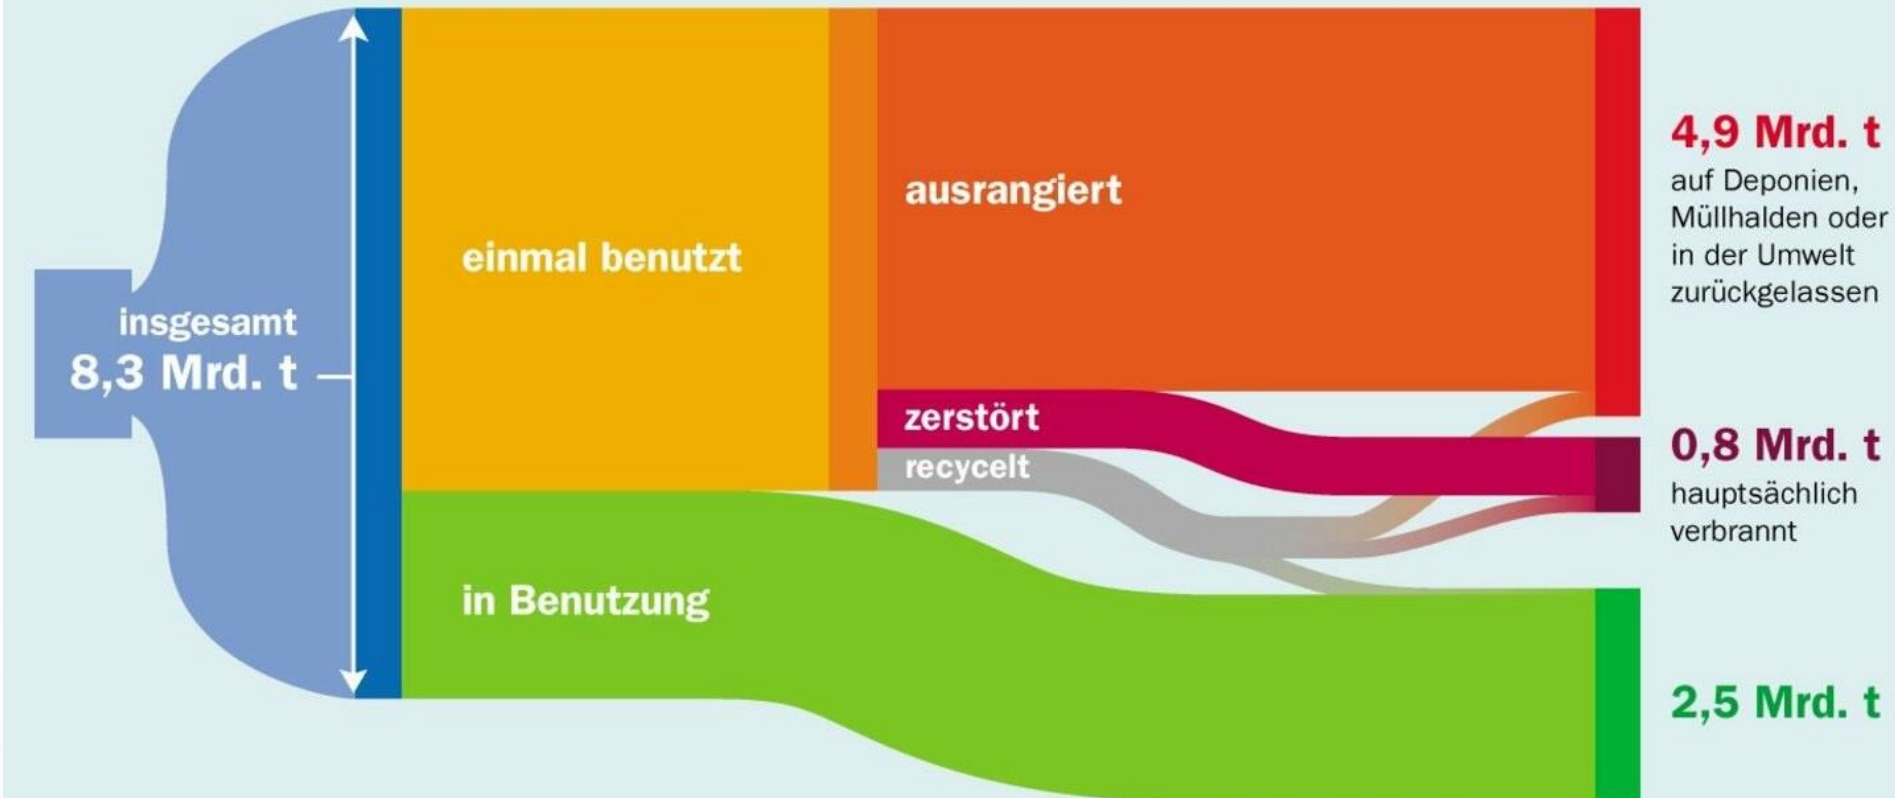 insgesamt
8,3 Mrd. t
einmal benutzt
in Benutzung
ausrangiert
zerstört
recycelt
4,9 Mrd. t
auf Deponien,
Müllhalden oder
in der Umwelt
zurückgelassen
0,8 Mrd. t
hauptsächlich
verbrannt
2,5 Mrd. t